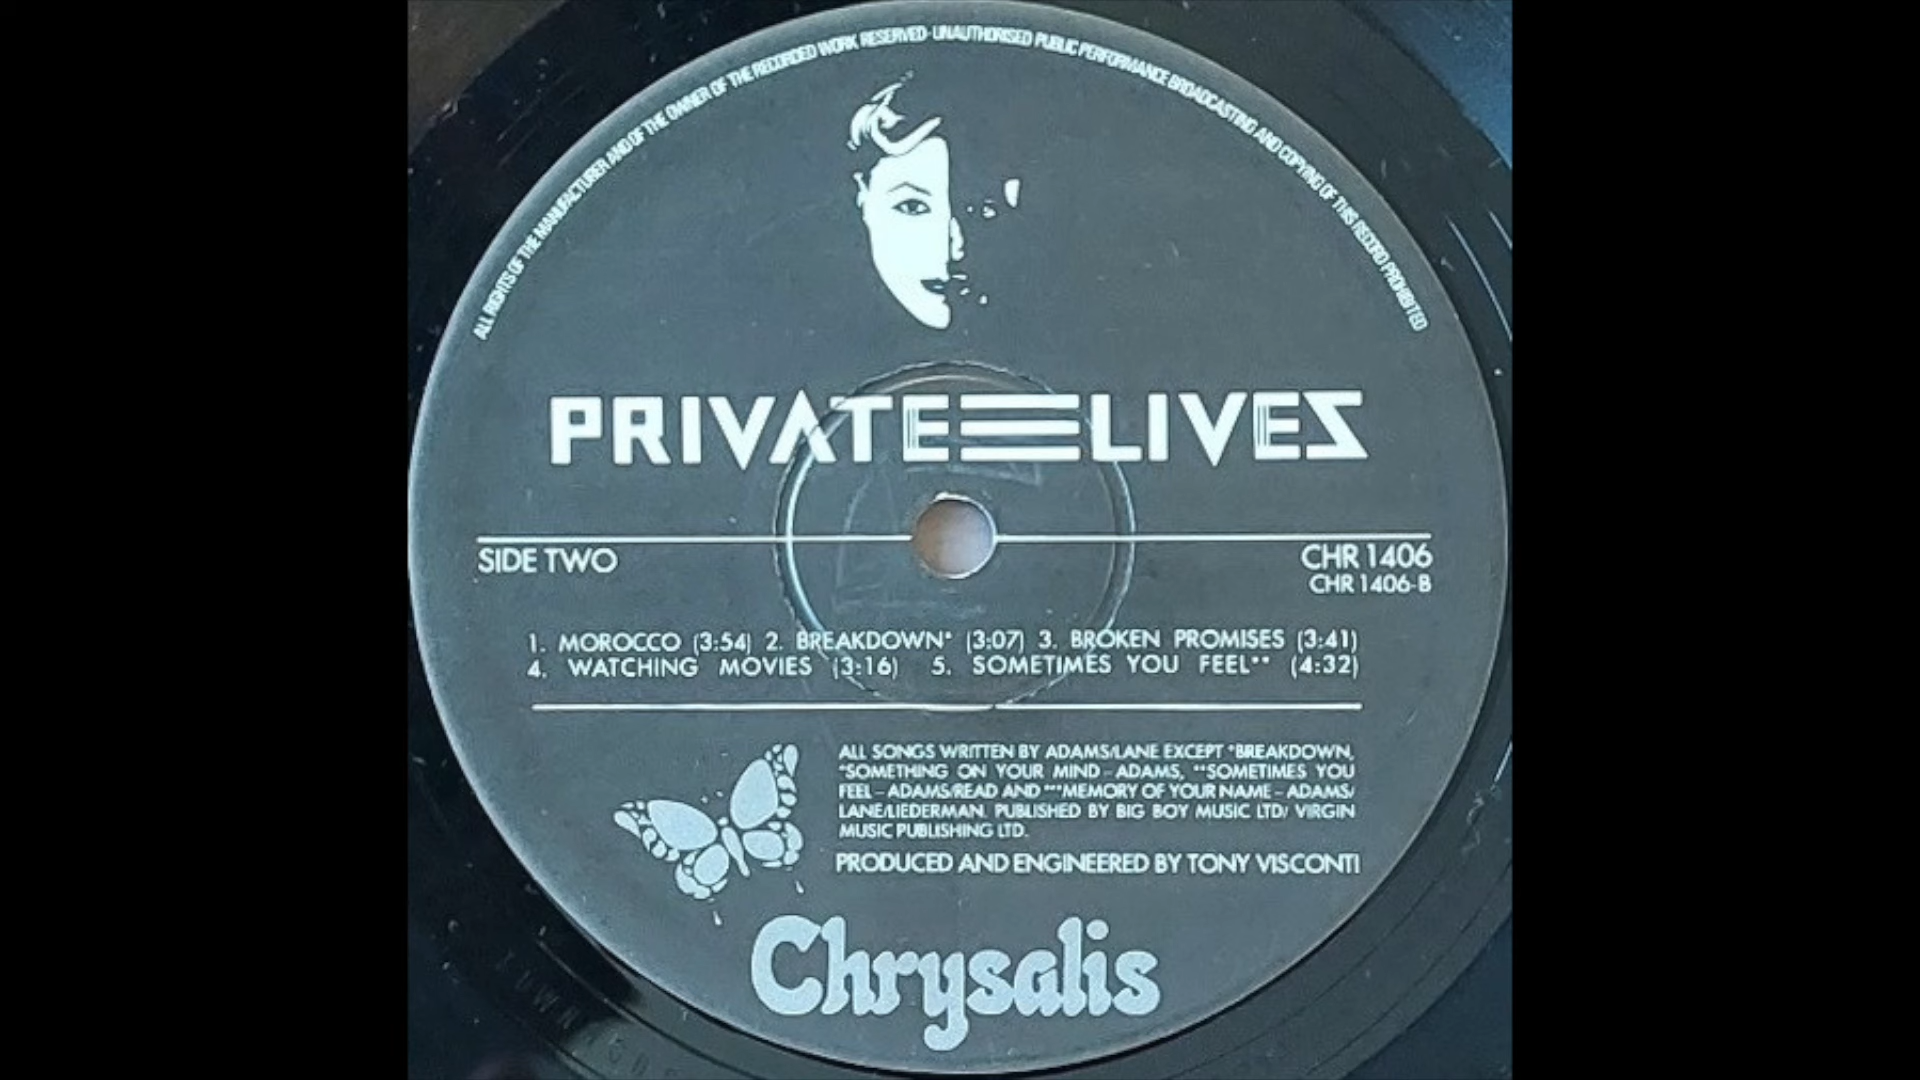 ALL RIGHTS OF THE MANUFACTURER AND OF THE OWNER OF THE RECORDED WORK RESERVED · UNAUTHORISED PUBLIC PERFORMANCE BROADCASTING AND COPYING OF THIS RECORD PROHIBITED
PRIVATE LIVES
SIDE TWO
CHR 1406
CHR 1406-B
1. MOROCCO (3:54) 2. BREAKDOWN* (3:07) 3. BROKEN PROMISES (3:41)
4. WATCHING MOVIES (3:16) 5. SOMETIMES YOU FEEL** (4:32)
ALL SONGS WRITTEN BY ADAMS/LANE EXCEPT *BREAKDOWN,
*SOMETHING ON YOUR MIND – ADAMS, **SOMETIMES YOU
FEEL – ADAMS/READ AND ***MEMORY OF YOUR NAME – ADAMS/
LANE/LIEDERMAN. PUBLISHED BY BIG BOY MUSIC LTD/ VIRGIN
MUSIC PUBLISHING LTD.
PRODUCED AND ENGINEERED BY TONY VISCONTI
Chrysalis